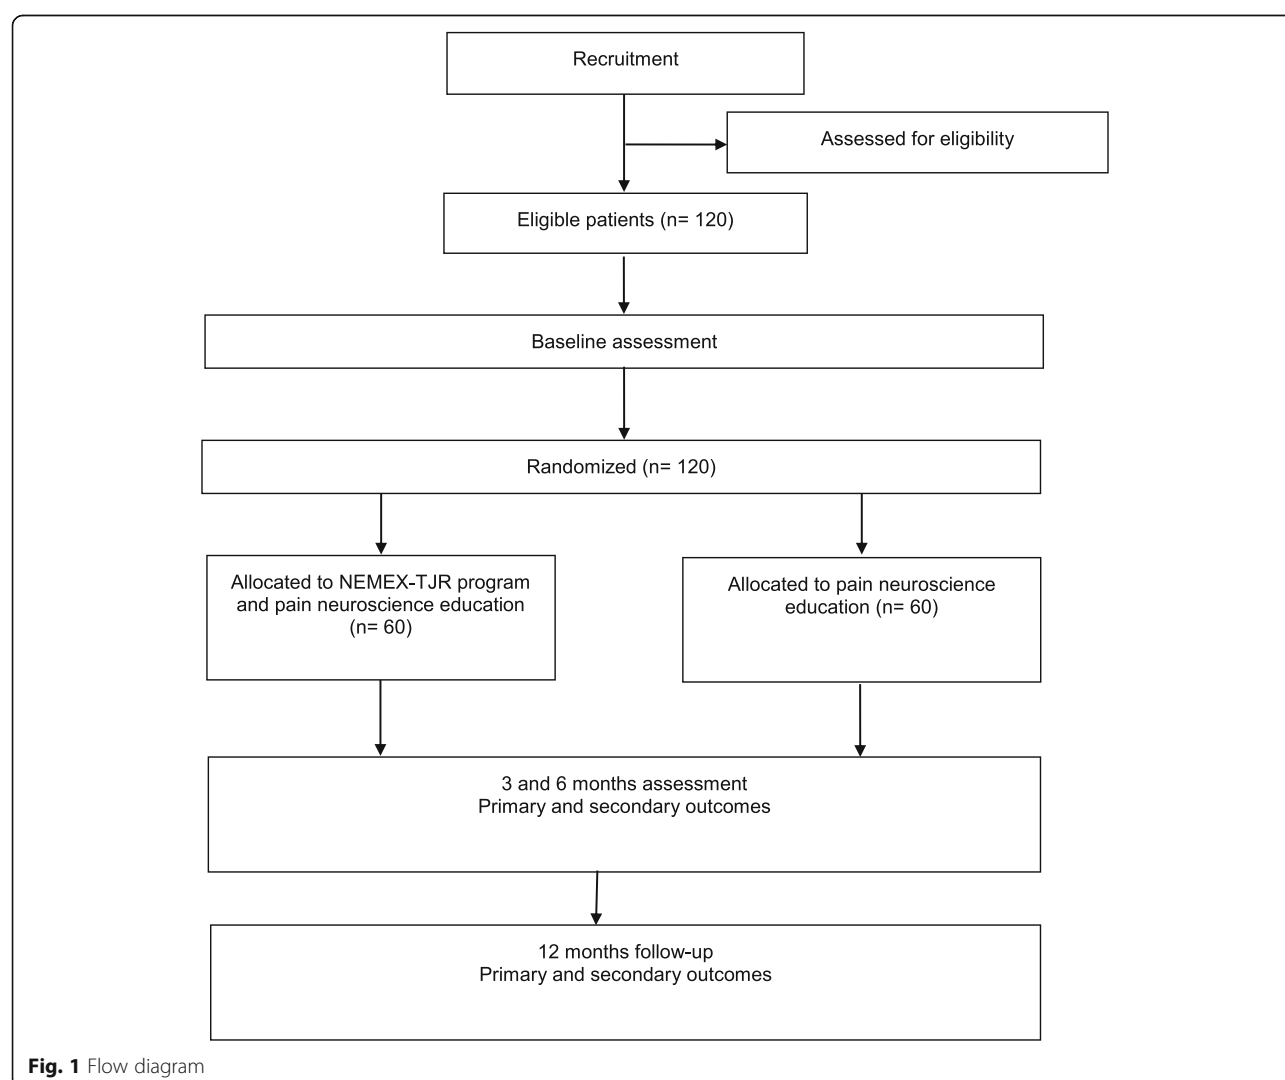 Recruitment
Assessed for eligibility
Eligible patients (n= 120)
Baseline assessment
Randomized (n= 120)
Allocated to NEMEX-TJR program
and pain neuroscience education
(n= 60)
Allocated to pain neuroscience
education (n= 60)
3 and 6 months assessment
Primary and secondary outcomes
12 months follow-up
Primary and secondary outcomes
Fig. 1 Flow diagram